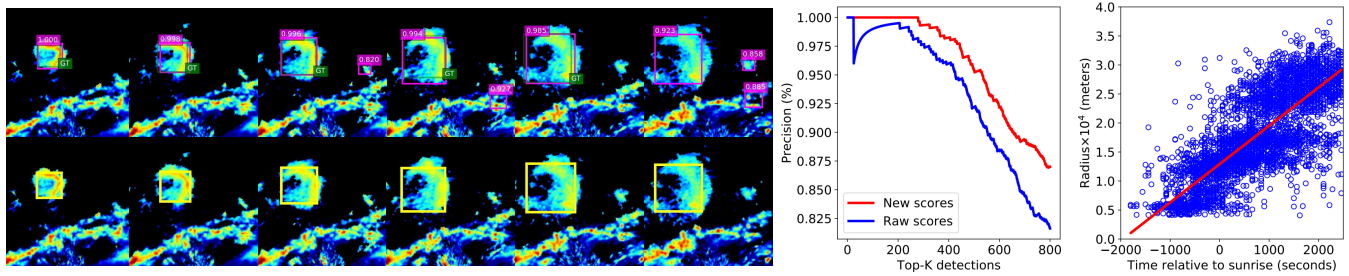 1.000
GT
0.998
GT
0.996
0.820
GT
0.994
0.927
GT
0.985
GT
0.923
0.858
0.885
1.000
0.975
0.950
0.925
0.900
0.875
0.850
0.825
Precision (%)
New scores
Raw scores
0 200 400 600 800
Top-K detections
4.0
3.5
3.0
2.5
2.0
1.5
1.0
0.5
0.0
Radius×10⁴ (meters)
−2000 −1000 0 1000 2000
Time relative to sunrise (seconds)